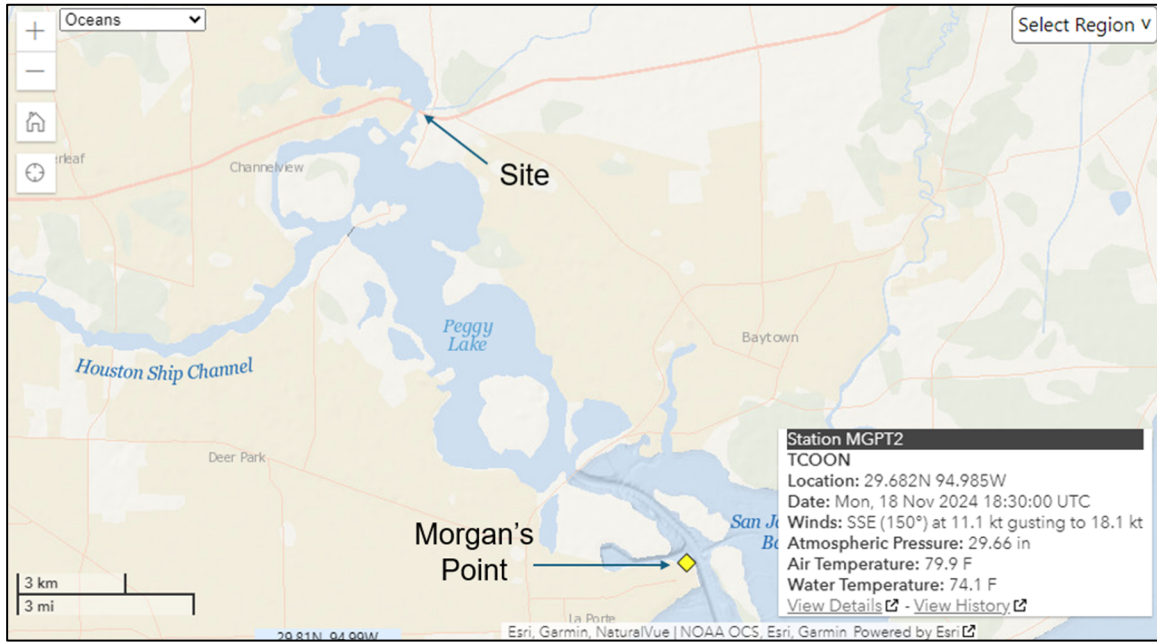 Oceans
Select Region v
+
−
erleaf
Channelview
Site
Peggy
Lake
Baytown
Houston Ship Channel
Deer Park
Station MGPT2
TCOON
Location: 29.682N 94.985W
Date: Mon, 18 Nov 2024 18:30:00 UTC
Winds: SSE (150°) at 11.1 kt gusting to 18.1 kt
Atmospheric Pressure: 29.66 in
Air Temperature: 79.9 F
Water Temperature: 74.1 F
View Details - View History
San Ja
Ba
Morgan's
Point
3 km
3 mi
La Porte
29.81N, 94.99W
Esri, Garmin, NaturalVue | NOAA OCS, Esri, Garmin Powered by Esri